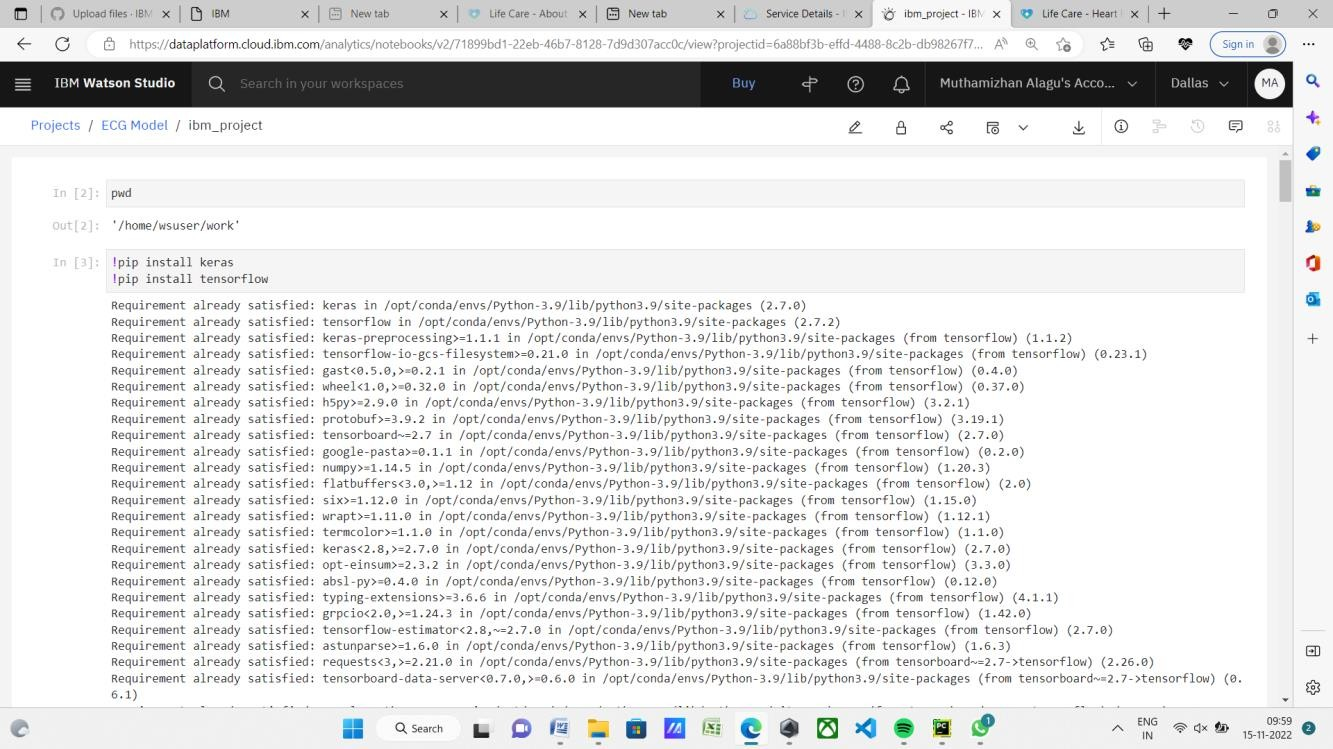 Upload files · IBM
IBM
New tab
Life Care - About
New tab
Service Details - I
ibm_project - IBM
Life Care - Heart
https://dataplatform.cloud.ibm.com/analytics/notebooks/v2/71899bd1-22eb-46b7-8128-7d9d307acc0c/view?projectid=6a88bf3b-effd-4488-8c2b-db98267f7...
Sign in
IBM Watson Studio
Search in your workspaces
Buy
Muthamizhan Alagu's Acco...
Dallas
MA
Projects / ECG Model / ibm_project
In [2]: pwd
Out[2]: '/home/wsuser/work'
In [3]: !pip install keras
!pip install tensorflow
Requirement already satisfied: keras in /opt/conda/envs/Python-3.9/lib/python3.9/site-packages (2.7.0)
Requirement already satisfied: tensorflow in /opt/conda/envs/Python-3.9/lib/python3.9/site-packages (2.7.2)
Requirement already satisfied: keras-preprocessing>=1.1.1 in /opt/conda/envs/Python-3.9/lib/python3.9/site-packages (from tensorflow) (1.1.2)
Requirement already satisfied: tensorflow-io-gcs-filesystem>=0.21.0 in /opt/conda/envs/Python-3.9/lib/python3.9/site-packages (from tensorflow) (0.23.1)
Requirement already satisfied: gast<0.5.0,>=0.2.1 in /opt/conda/envs/Python-3.9/lib/python3.9/site-packages (from tensorflow) (0.4.0)
Requirement already satisfied: wheel<1.0,>=0.32.0 in /opt/conda/envs/Python-3.9/lib/python3.9/site-packages (from tensorflow) (0.37.0)
Requirement already satisfied: h5py>=2.9.0 in /opt/conda/envs/Python-3.9/lib/python3.9/site-packages (from tensorflow) (3.2.1)
Requirement already satisfied: protobuf>=3.9.2 in /opt/conda/envs/Python-3.9/lib/python3.9/site-packages (from tensorflow) (3.19.1)
Requirement already satisfied: tensorboard~=2.7 in /opt/conda/envs/Python-3.9/lib/python3.9/site-packages (from tensorflow) (2.7.0)
Requirement already satisfied: google-pasta>=0.1.1 in /opt/conda/envs/Python-3.9/lib/python3.9/site-packages (from tensorflow) (0.2.0)
Requirement already satisfied: numpy>=1.14.5 in /opt/conda/envs/Python-3.9/lib/python3.9/site-packages (from tensorflow) (1.20.3)
Requirement already satisfied: flatbuffers<3.0,>=1.12 in /opt/conda/envs/Python-3.9/lib/python3.9/site-packages (from tensorflow) (2.0)
Requirement already satisfied: six>=1.12.0 in /opt/conda/envs/Python-3.9/lib/python3.9/site-packages (from tensorflow) (1.15.0)
Requirement already satisfied: wrapt>=1.11.0 in /opt/conda/envs/Python-3.9/lib/python3.9/site-packages (from tensorflow) (1.12.1)
Requirement already satisfied: termcolor>=1.1.0 in /opt/conda/envs/Python-3.9/lib/python3.9/site-packages (from tensorflow) (1.1.0)
Requirement already satisfied: keras<2.8,>=2.7.0 in /opt/conda/envs/Python-3.9/lib/python3.9/site-packages (from tensorflow) (2.7.0)
Requirement already satisfied: opt-einsum>=2.3.2 in /opt/conda/envs/Python-3.9/lib/python3.9/site-packages (from tensorflow) (3.3.0)
Requirement already satisfied: absl-py>=0.4.0 in /opt/conda/envs/Python-3.9/lib/python3.9/site-packages (from tensorflow) (0.12.0)
Requirement already satisfied: typing-extensions>=3.6.6 in /opt/conda/envs/Python-3.9/lib/python3.9/site-packages (from tensorflow) (4.1.1)
Requirement already satisfied: grpcio<2.0,>=1.24.3 in /opt/conda/envs/Python-3.9/lib/python3.9/site-packages (from tensorflow) (1.42.0)
Requirement already satisfied: tensorflow-estimator<2.8,~=2.7.0 in /opt/conda/envs/Python-3.9/lib/python3.9/site-packages (from tensorflow) (2.7.0)
Requirement already satisfied: astunparse>=1.6.0 in /opt/conda/envs/Python-3.9/lib/python3.9/site-packages (from tensorflow) (1.6.3)
Requirement already satisfied: requests<3,>=2.21.0 in /opt/conda/envs/Python-3.9/lib/python3.9/site-packages (from tensorboard~=2.7->tensorflow) (2.26.0)
Requirement already satisfied: tensorboard-data-server<0.7.0,>=0.6.0 in /opt/conda/envs/Python-3.9/lib/python3.9/site-packages (from tensorboard~=2.7->tensorflow) (0.
6.1)
Search
1
ENG
IN
09:59
15-11-2022
2